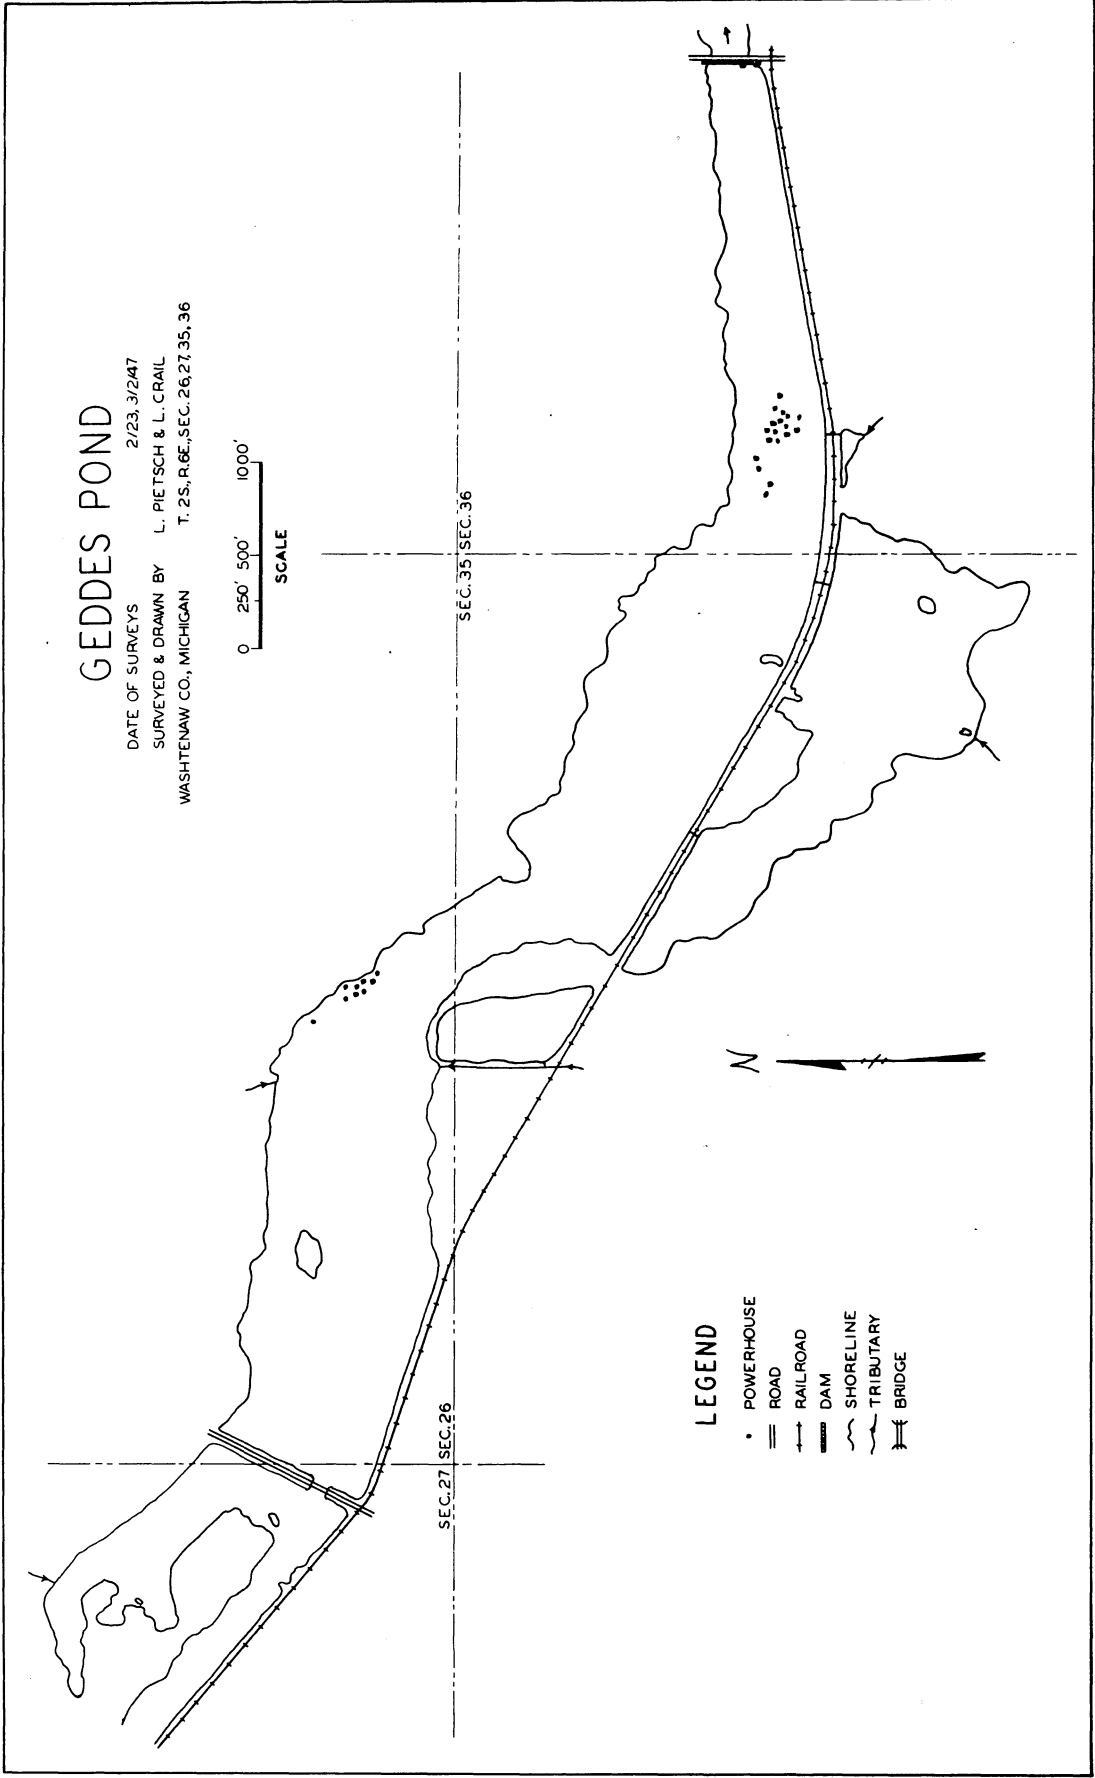 GEDDES POND
DATE OF SURVEYS 2/23, 3/2/47
SURVEYED & DRAWN BY L. PIETSCH & L. CRAIL
WASHTENAW CO., MICHIGAN T. 2S., R.6E., SEC. 26,27,35,36
0 250' 500' 1000'
SCALE
SEC. 35 SEC. 36
SEC. 27 SEC. 26
N
LEGEND
POWERHOUSE
ROAD
RAILROAD
DAM
SHORELINE
TRIBUTARY
BRIDGE